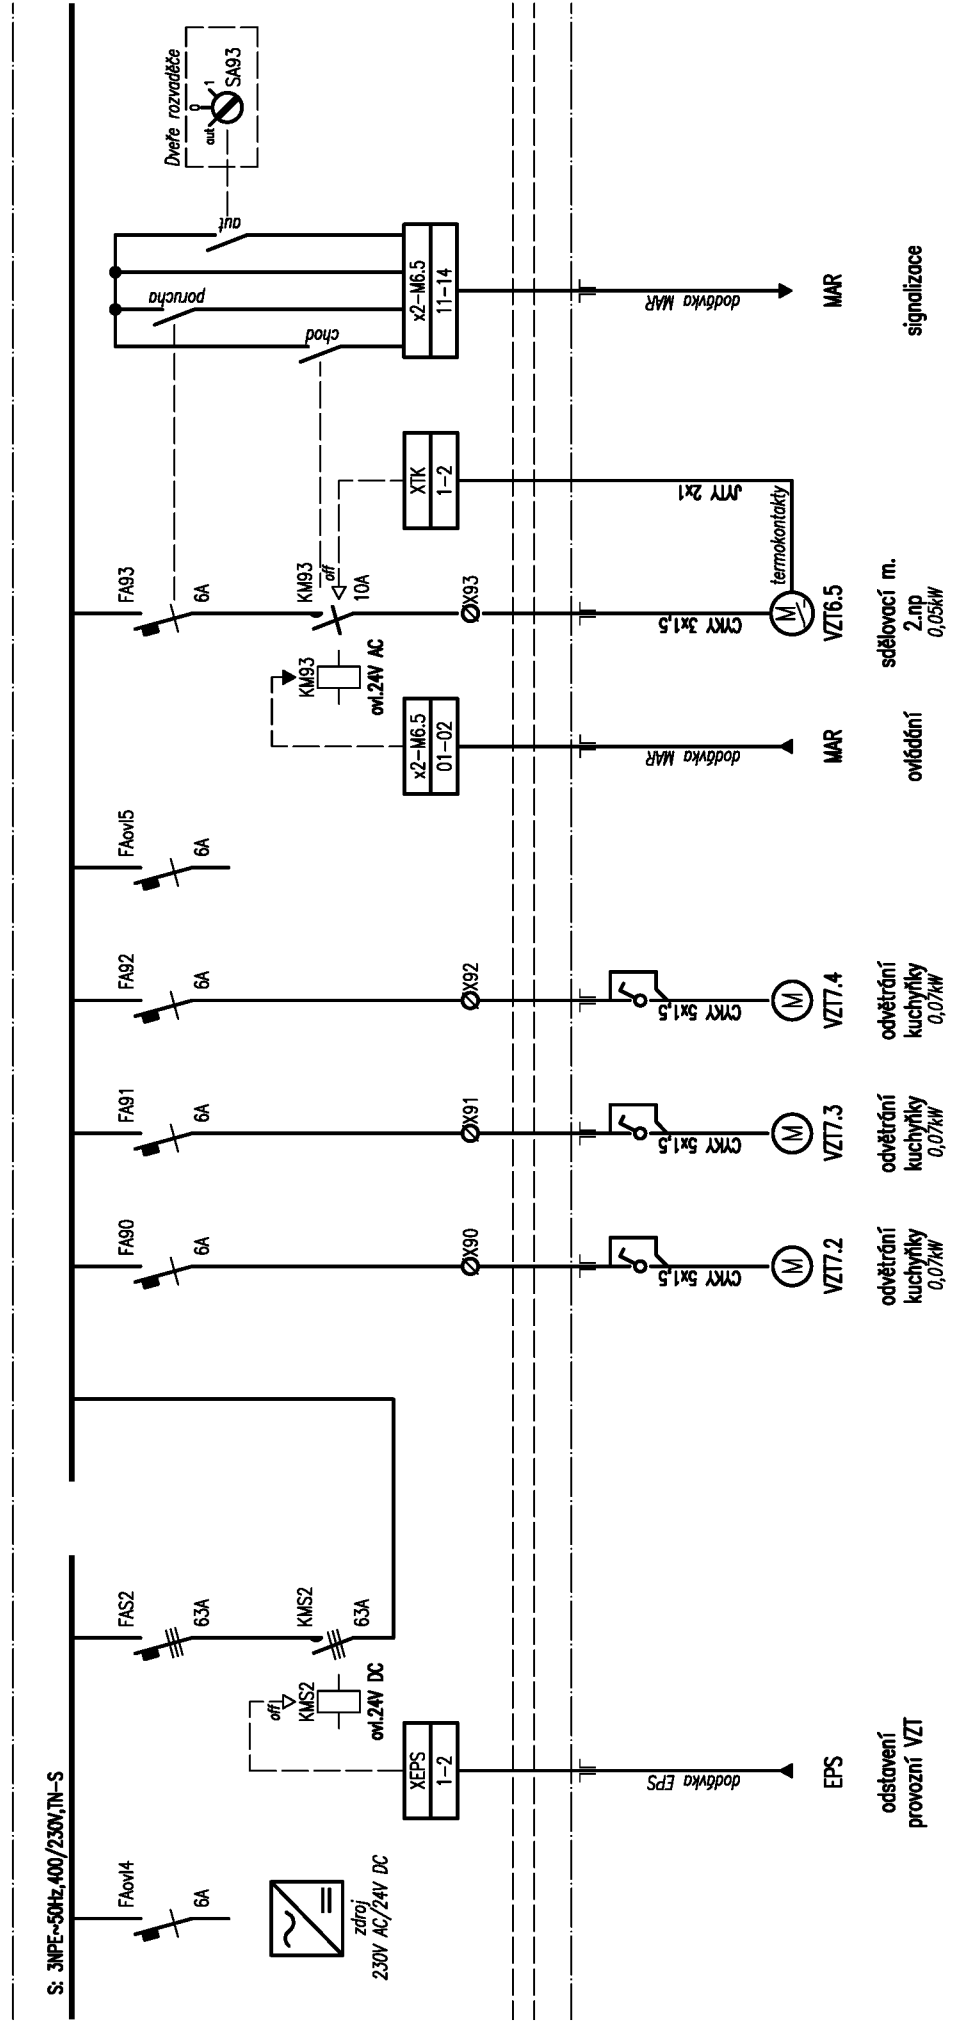 S: 3NPE~50Hz,400/230V,TN-S
FAovl4
6A
zdroj
230V AC/24V DC
FAS2
63A
KMS2
63A
off
KMS2
ovl.24V DC
XEPS
1-2
dodávka EPS
EPS
odstavení
provozní VZT
FA90
6A
X90
CYKY 5x1,5
M
VZT7.2
odvětrání
kuchyňky
0,07kW
FA91
6A
X91
CYKY 5x1,5
M
VZT7.3
odvětrání
kuchyňky
0,07kW
FA92
6A
X92
CYKY 5x1,5
M
VZT7.4
odvětrání
kuchyňky
0,07kW
FAovl5
6A
x2-M6.5
01-02
dodávka MAR
MAR
ovládání
KM93
ovl.24V AC
FA93
6A
KM93
10A
off
X93
CYKY 3x1,5
M
VZT6.5
sdělovací m.
2.np
0,05kW
XTK
1-2
JYTY 2x1
termokontakty
chod
porucha
aut
x2-M6.5
11-14
dodávka MAR
MAR
signalizace
Dveře rozvaděče
aut
0
1
SA93